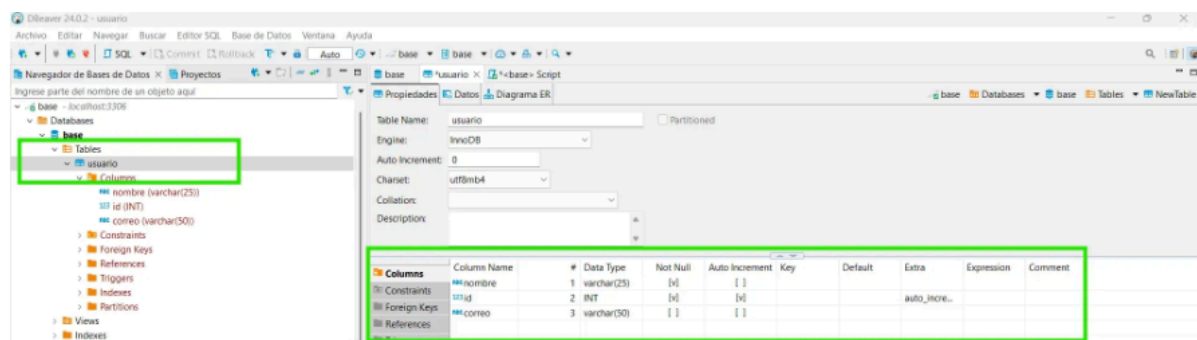 DBeaver 24.0.2 - usuario
Archivo Editar Navegar Buscar Editor SQL Base de Datos Ventana Ayuda
SQL Commit Rollback T Auto base base
Navegador de Bases de Datos Proyectos
Ingrese parte del nombre de un objeto aquí
base - localhost:3306
Databases
base
Tables
usuario
Columns
ABC nombre (varchar(25))
123 id (INT)
ABC correo (varchar(50))
Constraints
Foreign Keys
References
Triggers
Indexes
Partitions
Views
Indexes
base *usuario *<base> Script
Propiedades Datos Diagrama ER
base Databases base Tables NewTable
Table Name: usuario Partitioned
Engine: InnoDB
Auto Increment: 0
Charset: utf8mb4
Collation:
Description:
Columns
Constraints
Foreign Keys
References
Column Name # Data Type Not Null Auto Increment Key Default Extra Expression Comment
ABC nombre 1 varchar(25) [v] [ ]
123 id 2 INT [v] [v] auto_incre...
ABC correo 3 varchar(50) [ ] [ ]